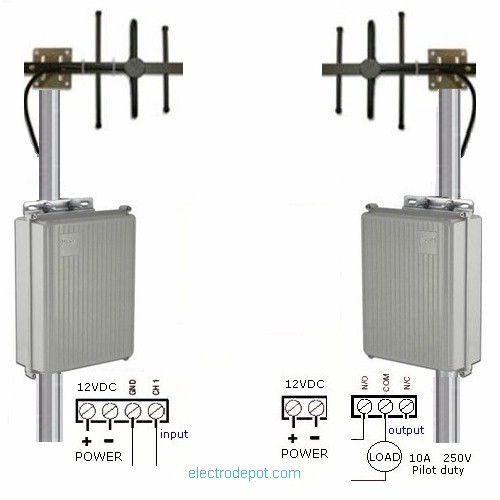 12VDC
GND
CH 1
+ -
POWER
input
12VDC
N/O
COM
N/C
+ -
POWER
output
LOAD
10A 250V
Pilot duty
electrodepot.com